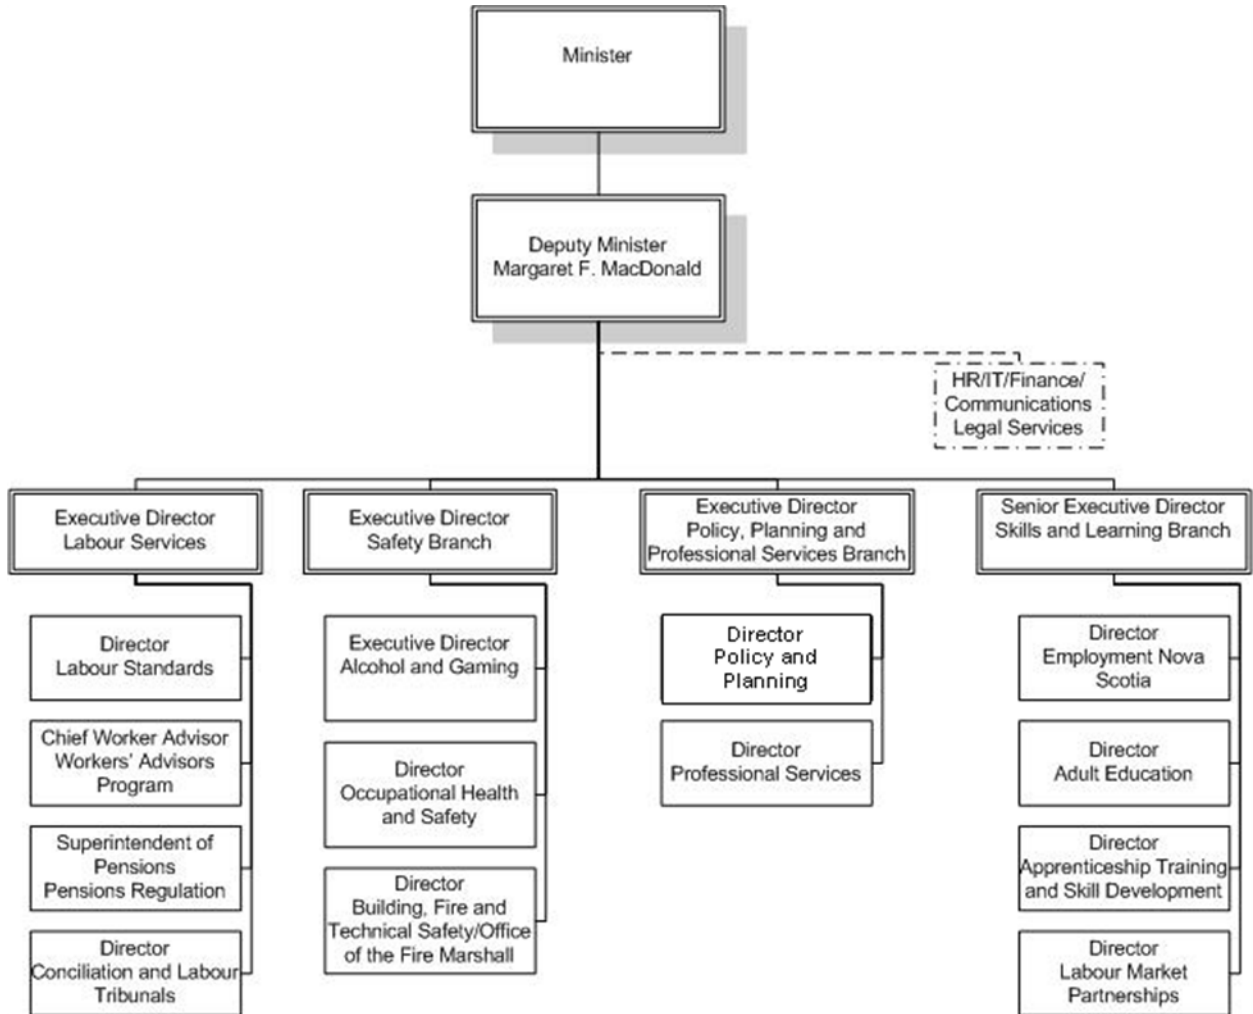 Minister
Deputy Minister
Margaret F. MacDonald
HR/IT/Finance/
Communications
Legal Services
Executive Director
Labour Services
Executive Director
Safety Branch
Executive Director
Policy, Planning and
Professional Services Branch
Senior Executive Director
Skills and Learning Branch
Director
Labour Standards
Chief Worker Advisor
Workers' Advisors
Program
Superintendent of
Pensions
Pensions Regulation
Director
Conciliation and Labour
Tribunals
Executive Director
Alcohol and Gaming
Director
Occupational Health
and Safety
Director
Building, Fire and
Technical Safety/Office
of the Fire Marshall
Director
Policy and
Planning
Director
Professional Services
Director
Employment Nova
Scotia
Director
Adult Education
Director
Apprenticeship Training
and Skill Development
Director
Labour Market
Partnerships